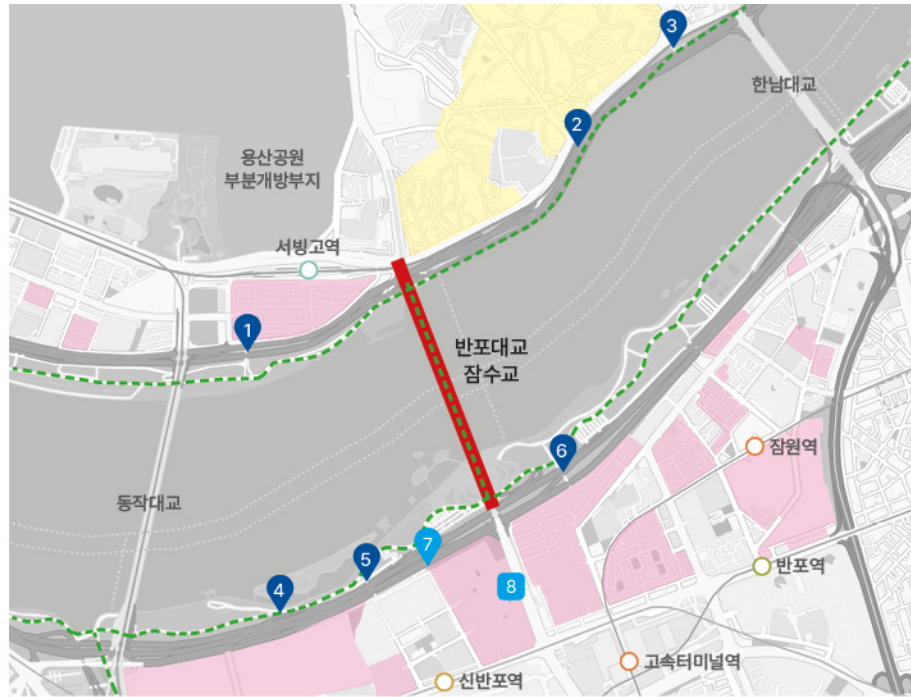 3
한남대교
2
용산공원
부분개방부지
서빙고역
1
반포대교
잠수교
6
잠원역
동작대교
7
5
반포역
4
8
고속터미널역
신반포역